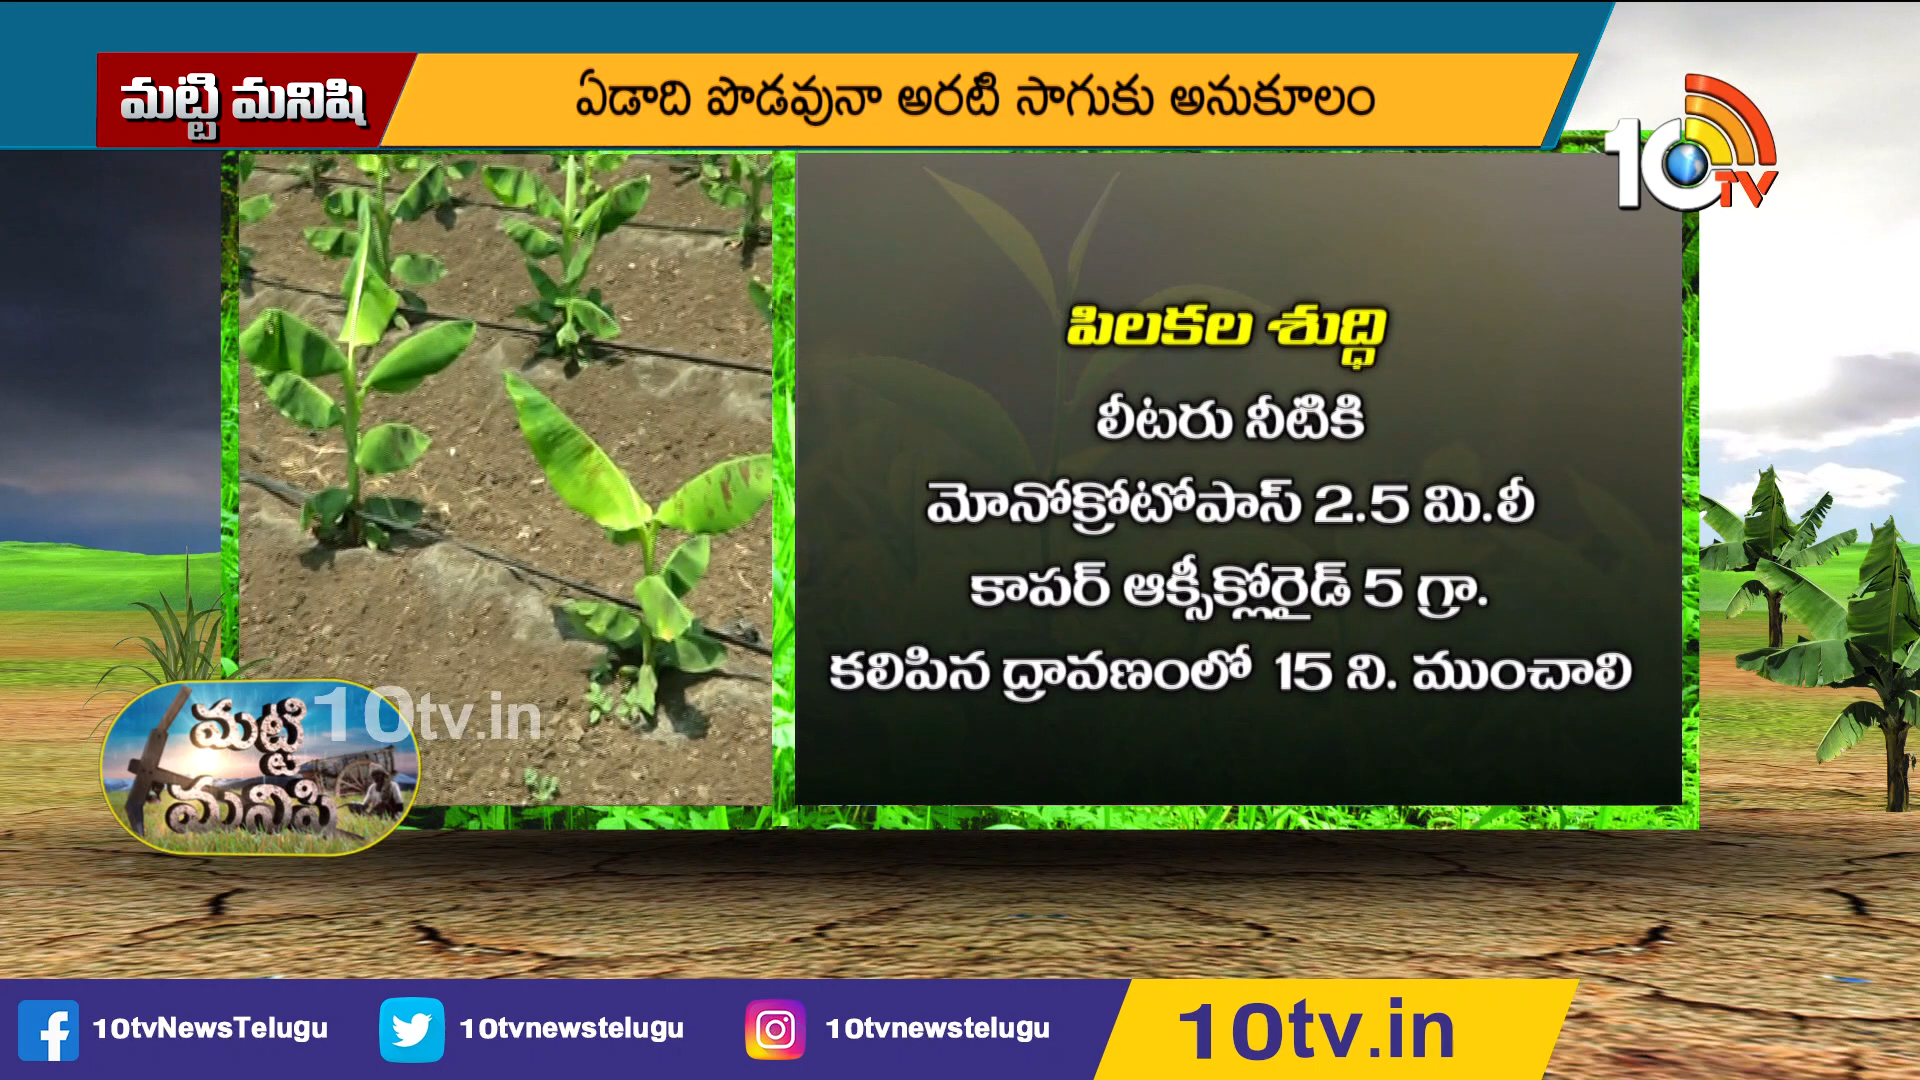 మట్టి మనిషి
ఏడాది పొడవునా అరటి సాగుకు అనుకూలం
10TV
పిలకల శుద్ధి
లీటరు నీటికి
మోనోక్రోటోపాస్ 2.5 మి.లీ
కాపర్ ఆక్సీక్లోరైడ్ 5 గ్రా.
కలిపిన ద్రావణంలో 15 ని. ముంచాలి
మట్టి
మనిషి
10tv.in
10tvNewsTelugu
10tvnewstelugu
10tvnewstelugu
10tv.in